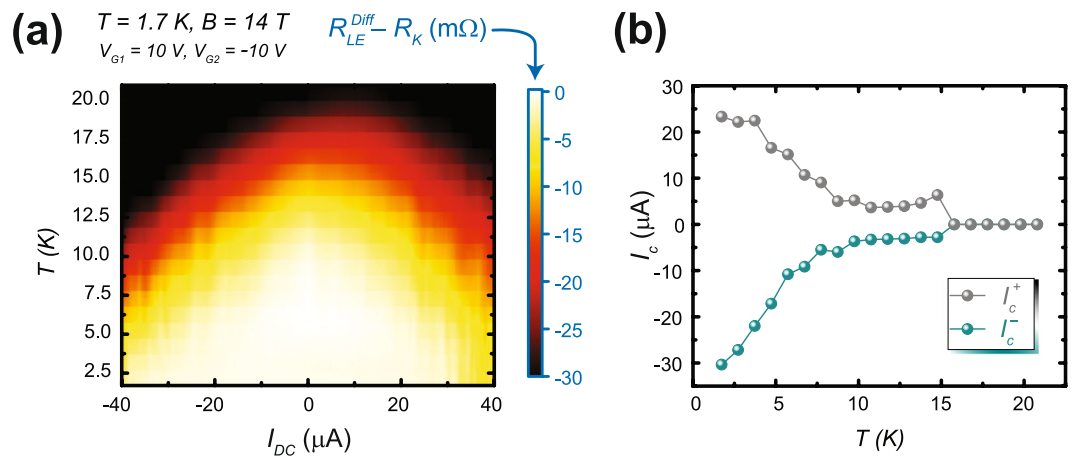 (a)
T = 1.7 K, B = 14 T
V_G1 = 10 V, V_G2 = -10 V
R_LE^Diff – R_K (mΩ)
20.0
17.5
15.0
12.5
10.0
7.5
5.0
2.5
T (K)
-40
-20
0
20
40
I_DC (μA)
0
-5
-10
-15
-20
-25
-30
(b)
30
20
10
0
-10
-20
-30
I_c (μA)
0
5
10
15
20
T (K)
I_c^+
I_c^-